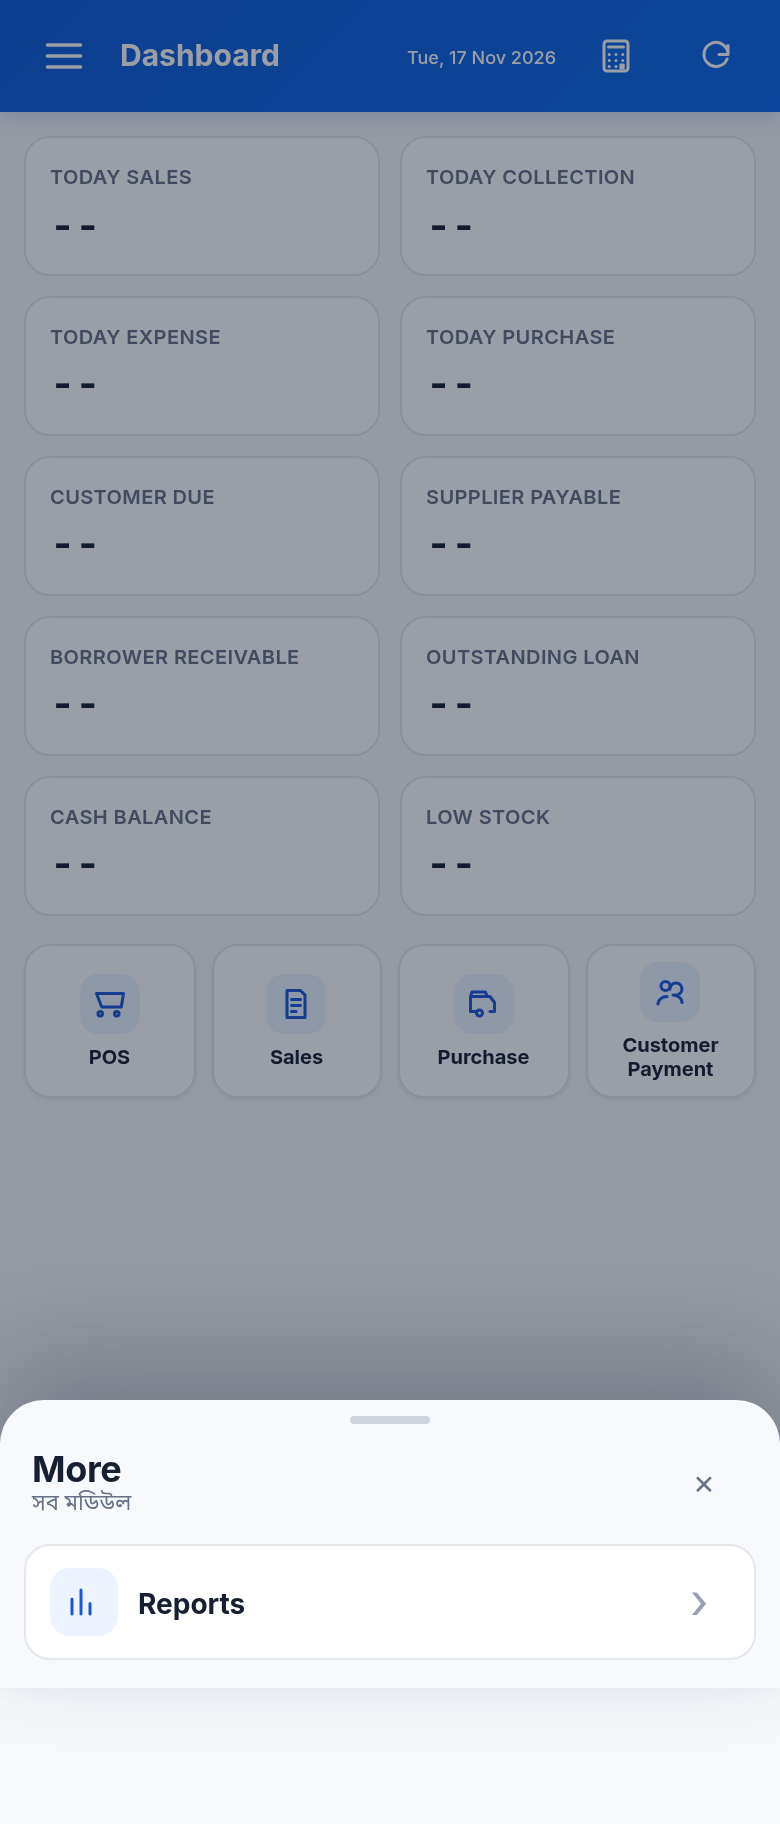 Dashboard
Tue, 17 Nov 2026
TODAY SALES
--
TODAY COLLECTION
--
TODAY EXPENSE
--
TODAY PURCHASE
--
CUSTOMER DUE
--
SUPPLIER PAYABLE
--
BORROWER RECEIVABLE
--
OUTSTANDING LOAN
--
CASH BALANCE
--
LOW STOCK
--
POS
Sales
Purchase
Customer
Payment
More
সব মডিউল
Reports